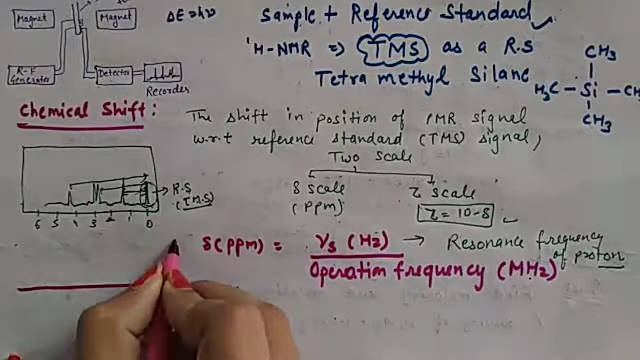 Magnet Magnet ΔE=hν
Sample + Reference Standard
¹H-NMR => TMS as a R.S
Tetra methyl Silane
R-F Generator Detector Recorder
CH₃
H₃C - Si - CH
CH₃
Chemical Shift :
The shift in position of PMR signal
w.r.t reference standard (TMS) signal,
Two scale
δ scale τ scale
(PPm) τ = 10-δ
R.S
(TMS)
6 5 4 3 2 1 0
δ(PPM) = νs (Hz) → Resonance frequency
of proton
Operation frequency (MHz)